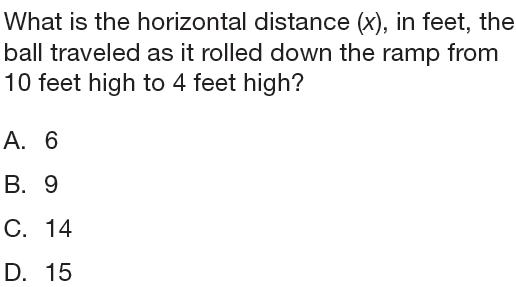 What is the horizontal distance (x), in feet, the
ball traveled as it rolled down the ramp from
10 feet high to 4 feet high?
A. 6
B. 9
C. 14
D. 15